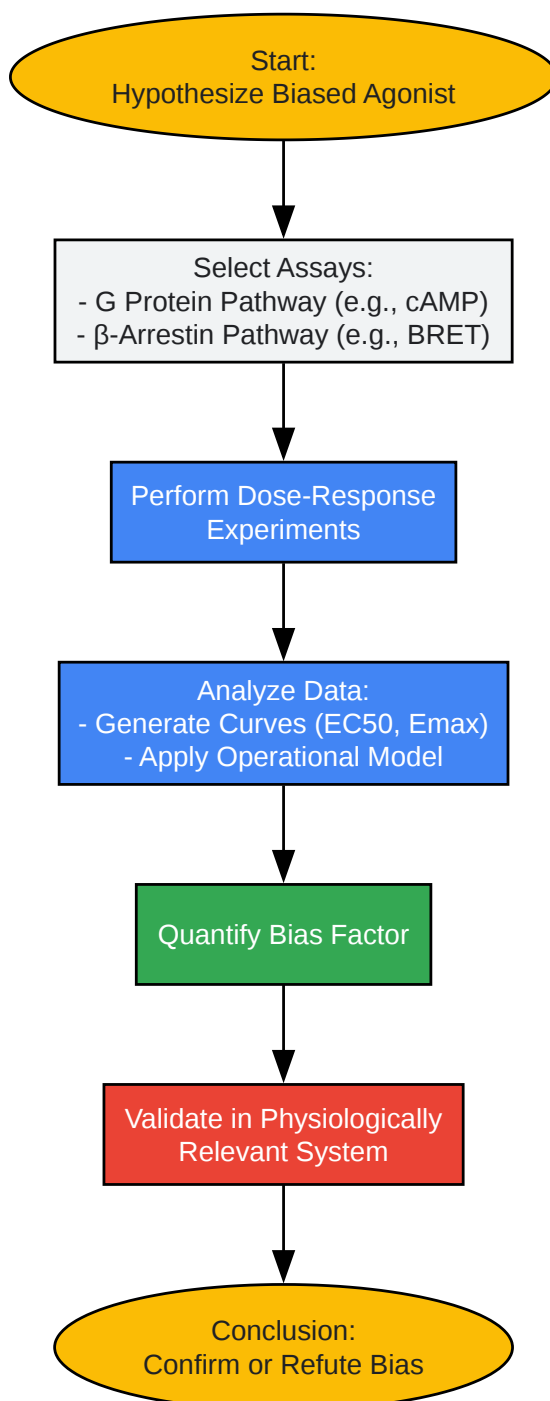 Start:
Hypothesize Biased Agonist
Select Assays:
- G Protein Pathway (e.g., cAMP)
- β-Arrestin Pathway (e.g., BRET)
Perform Dose-Response
Experiments
Analyze Data:
- Generate Curves (EC50, Emax)
- Apply Operational Model
Quantify Bias Factor
Validate in Physiologically
Relevant System
Conclusion:
Confirm or Refute Bias